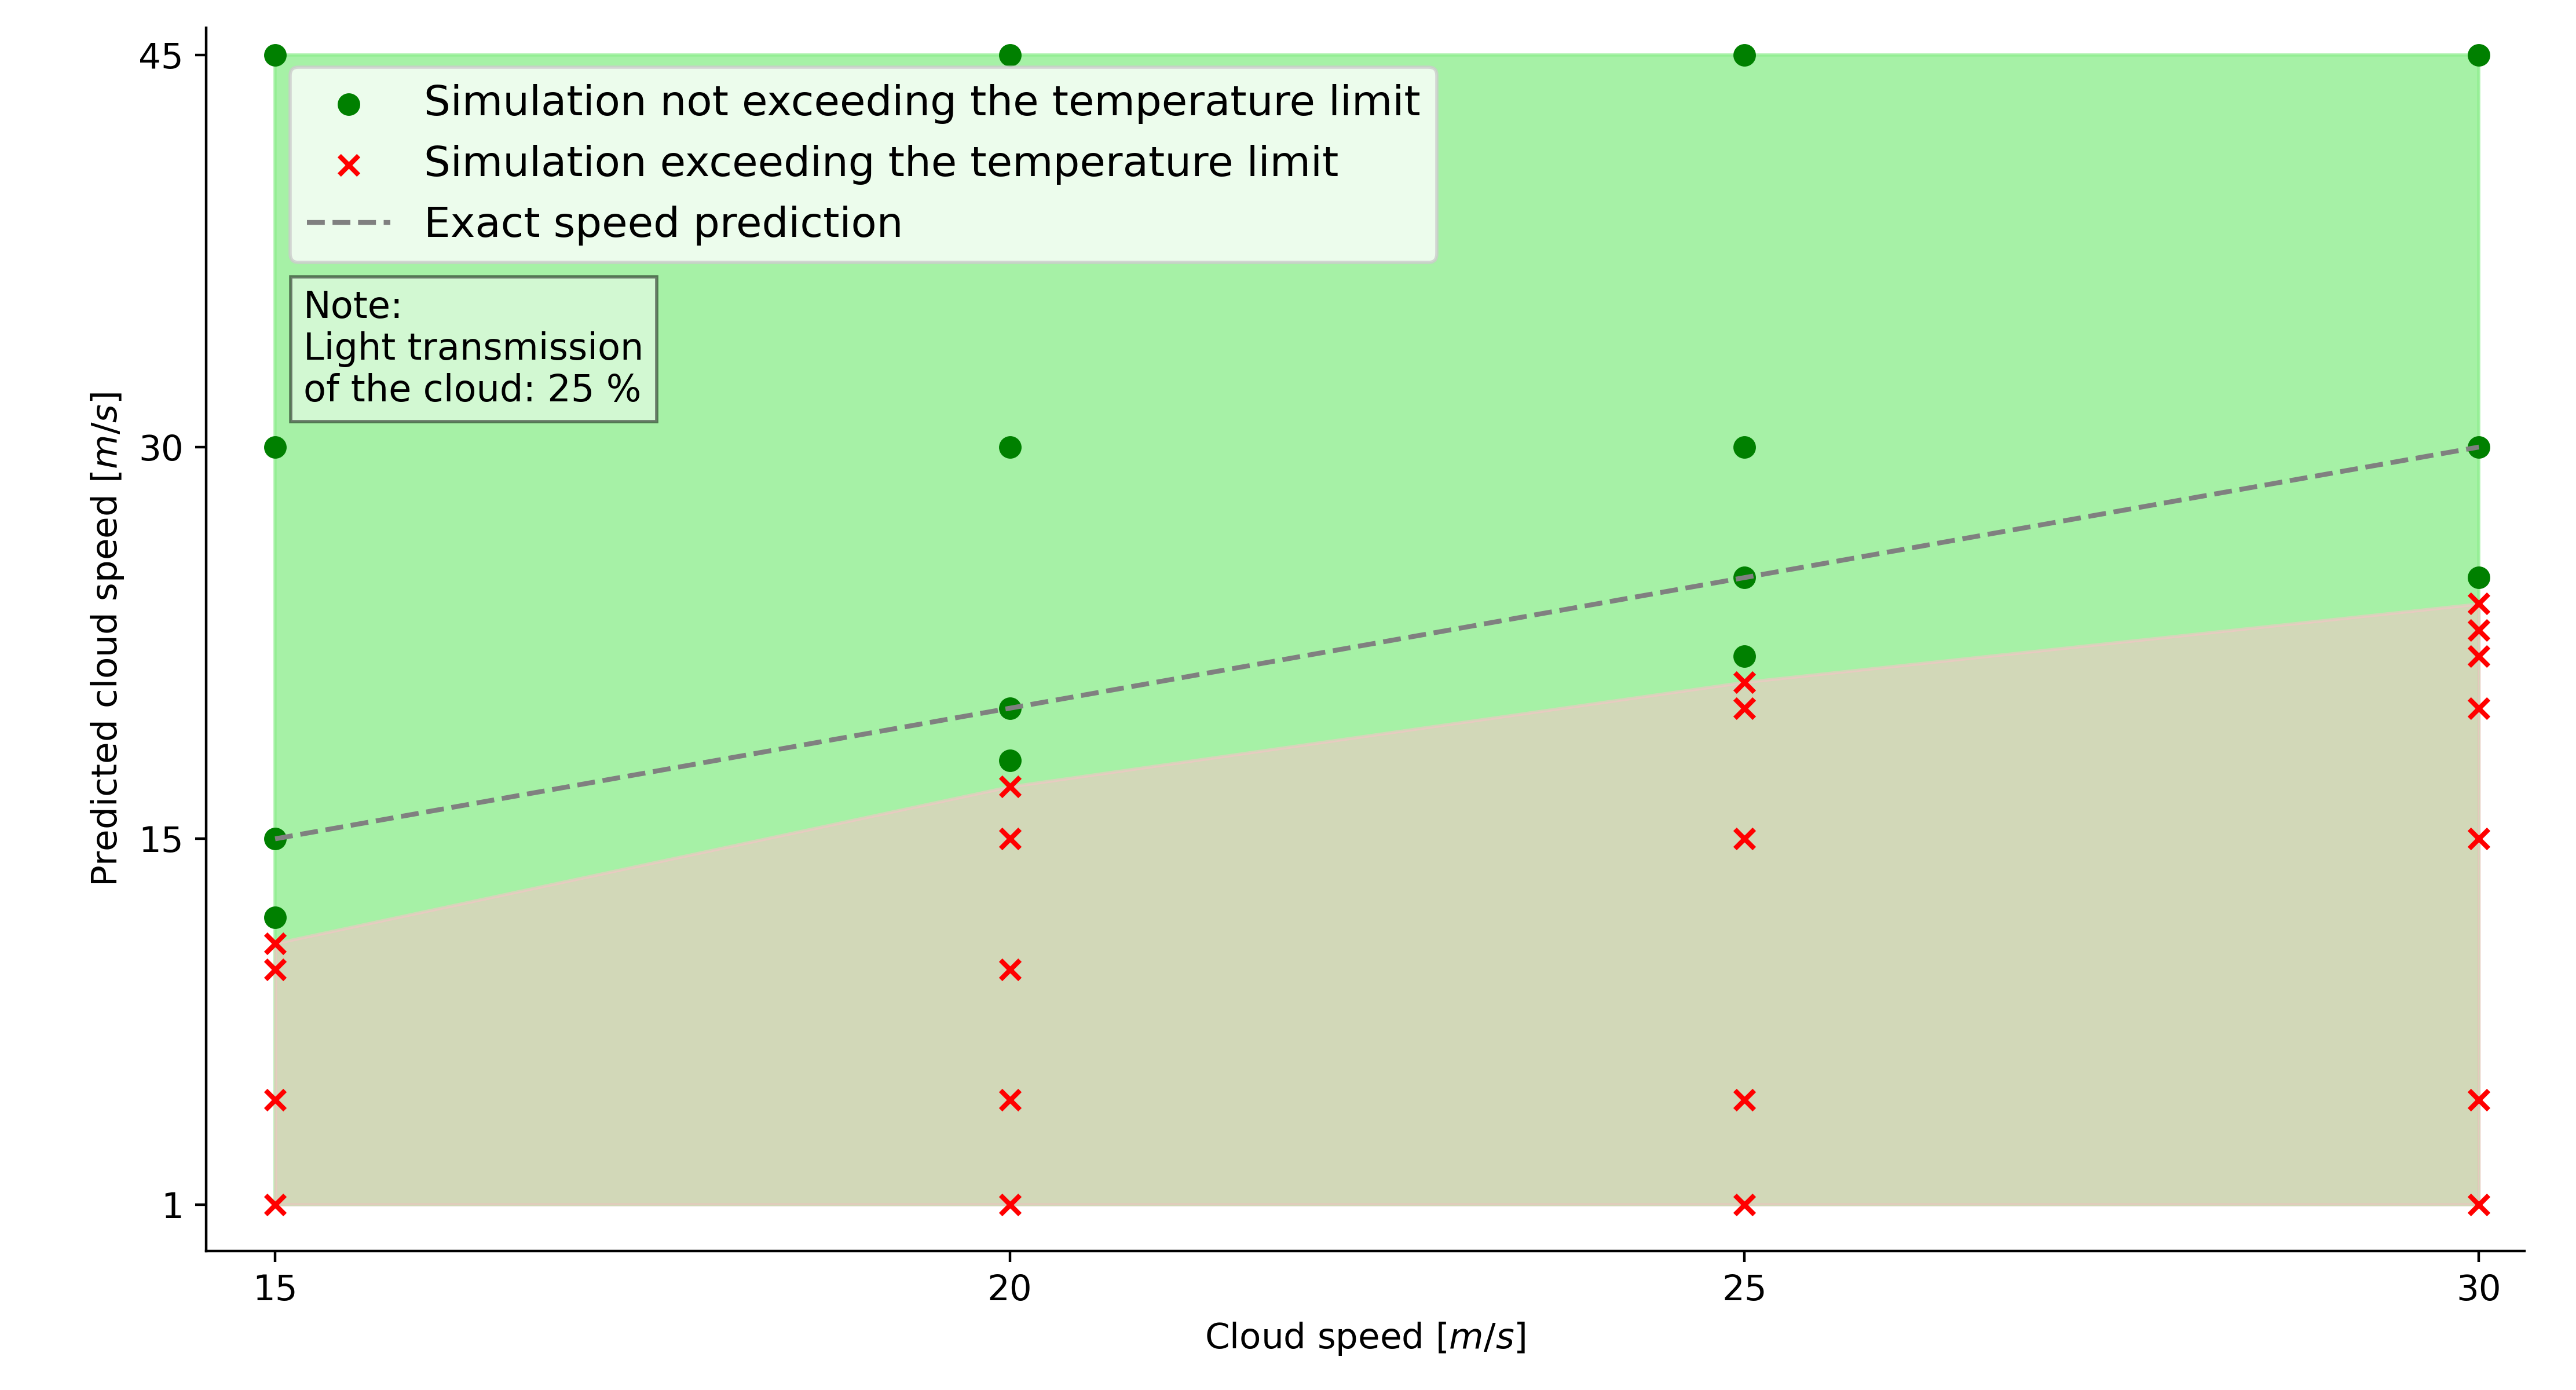 45
30
15
1
Predicted cloud speed [m/s]
Simulation not exceeding the temperature limit
Simulation exceeding the temperature limit
Exact speed prediction
Note:
Light transmission
of the cloud: 25 %
15
20
25
30
Cloud speed [m/s]